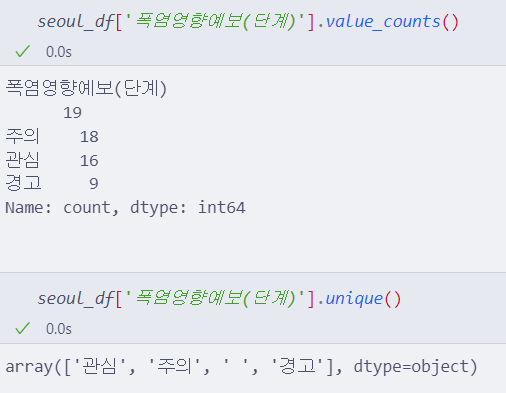 seoul_df['폭염영향예보(단계)'].value_counts()
0.0s
폭염영향예보(단계)
      19
주의    18
관심    16
경고     9
Name: count, dtype: int64
seoul_df['폭염영향예보(단계)'].unique()
0.0s
array(['관심', '주의', ' ', '경고'], dtype=object)